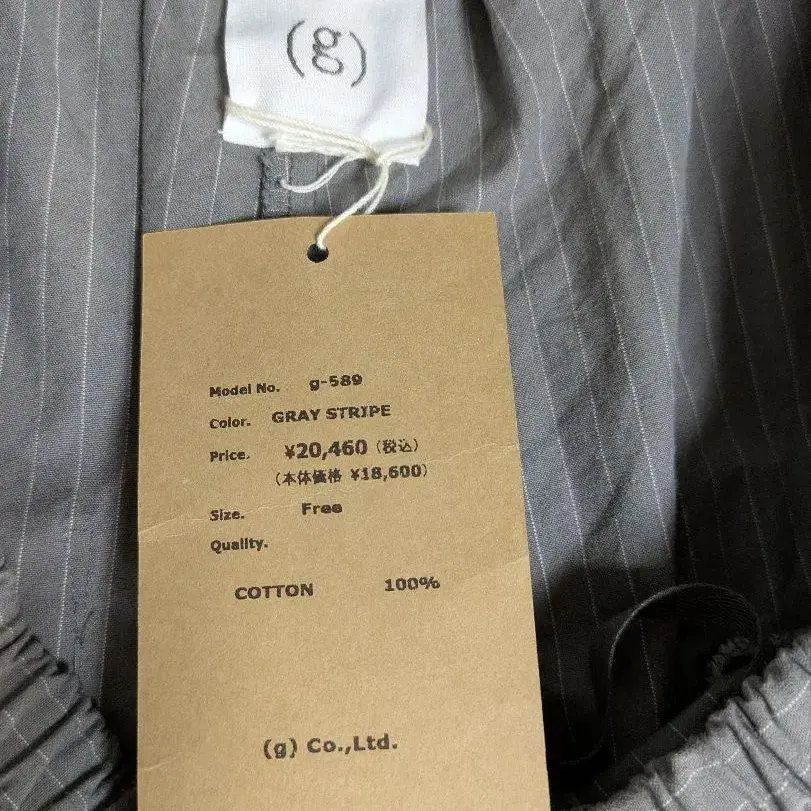 (g)
Model No. g-589
Color. GRAY STRIPE
Price. ¥20,460 (税込)
(本体価格 ¥18,600)
Size. Free
Quality.
COTTON 100%
(g) Co.,Ltd.